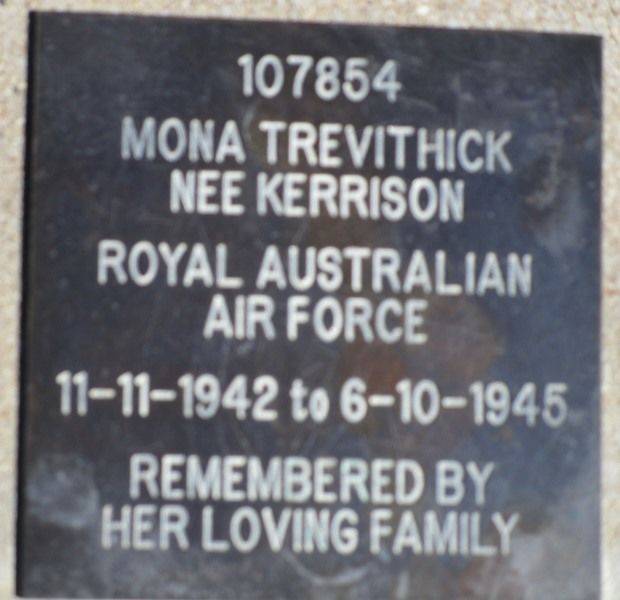 107854
MONA TREVITHICK
NEE KERRISON
ROYAL AUSTRALIAN
AIR FORCE
11-11-1942 to 6-10-1945
REMEMBERED BY
HER LOVING FAMILY